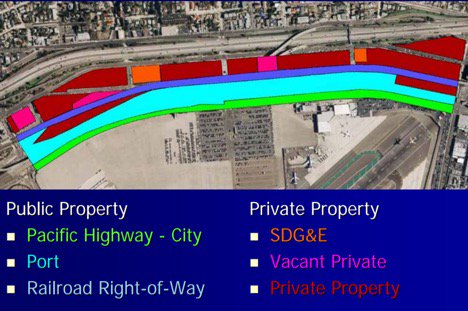 Public Property
Pacific Highway - City
Port
Railroad Right-of-Way
Private Property
SDG&E
Vacant Private
Private Property